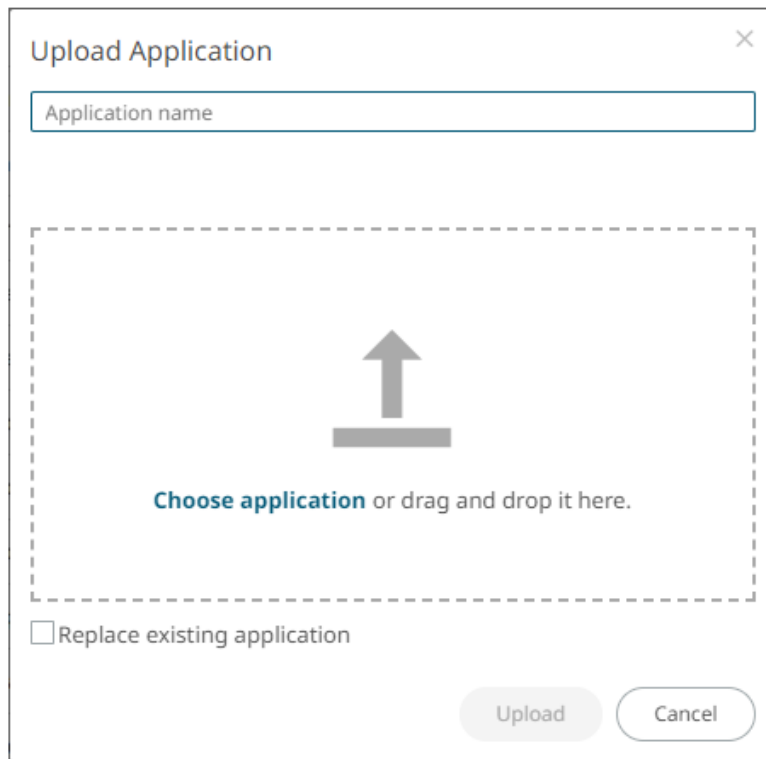 Upload Application
Application name
Choose application or drag and drop it here.
Replace existing application
Upload
Cancel